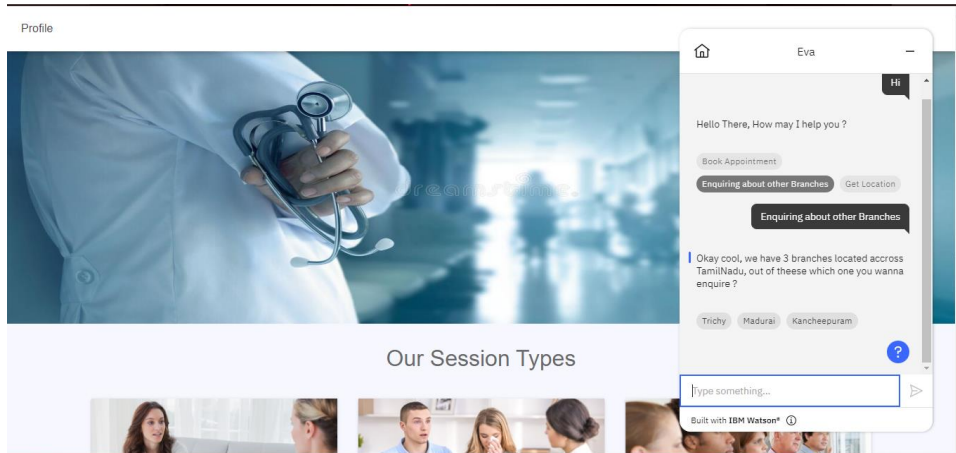 Profile
Eva
Hi
Hello There, How may I help you ?
Book Appointment
Enquiring about other Branches
Get Location
Enquiring about other Branches
Okay cool, we have 3 branches located accross
TamilNadu, out of theese which one you wanna
enquire ?
Trichy
Madurai
Kancheepuram
?
Type something...
Built with IBM Watson®
dreamstime.
Our Session Types